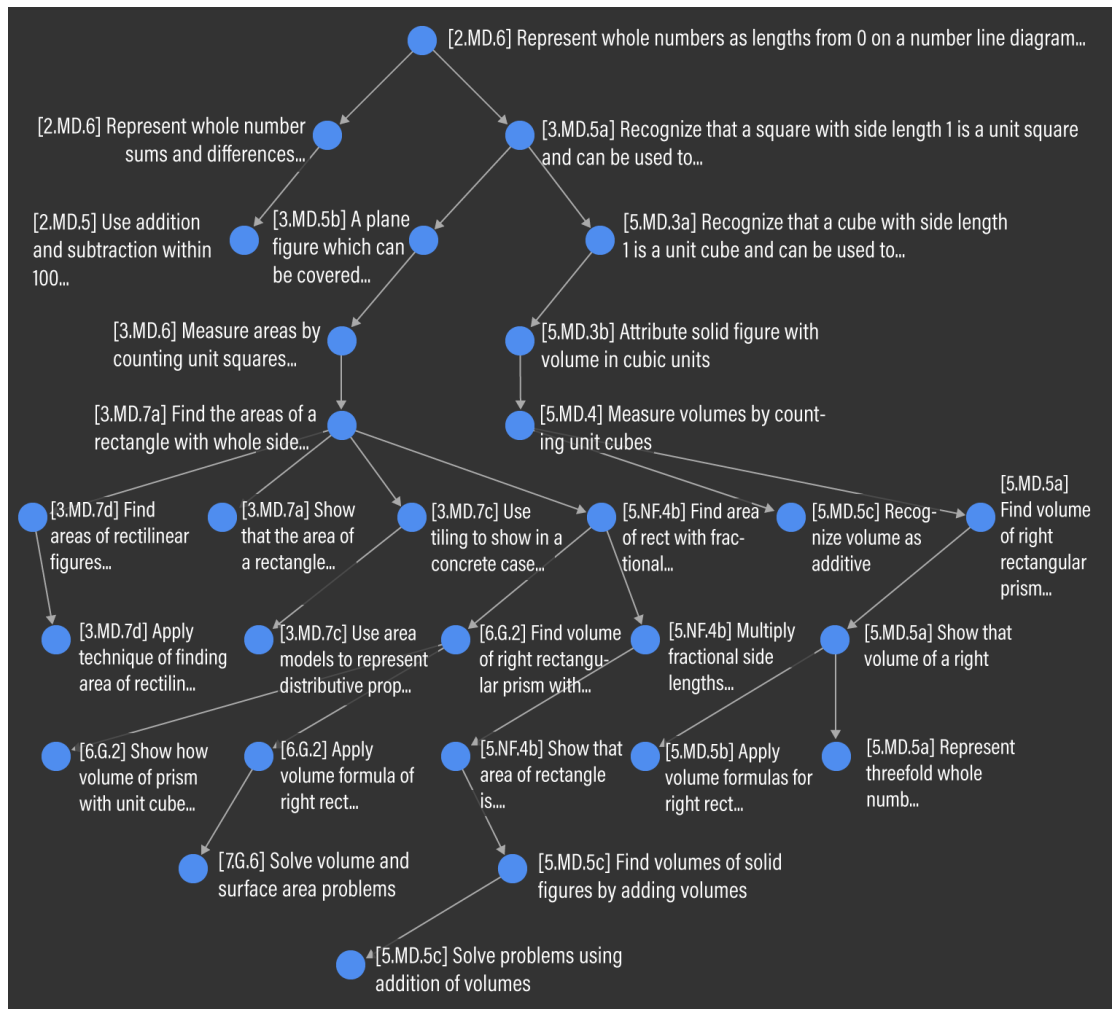 [2.MD.6] Represent whole numbers as lengths from 0 on a number line diagram...
[2.MD.6] Represent whole number
sums and differences...
[3.MD.5a] Recognize that a square with side length 1 is a unit square
and can be used to...
[2.MD.5] Use addition
and subtraction within
100...
[3.MD.5b] A plane
figure which can
be covered...
[5.MD.3a] Recognize that a cube with side length
1 is a unit cube and can be used to...
[3.MD.6] Measure areas by
counting unit squares...
[5.MD.3b] Attribute solid figure with
volume in cubic units
[3.MD.7a] Find the areas of a
rectangle with whole side...
[5.MD.4] Measure volumes by count-
ing unit cubes
[3.MD.7d] Find
areas of rectilinear
figures...
[3.MD.7a] Show
that the area of
a rectangle...
[3.MD.7c] Use
tiling to show in a
concrete case...
[5.NF.4b] Find area
of rect with frac-
tional...
[5.MD.5c] Recog-
nize volume as
additive
[5.MD.5a]
Find volume
of right
rectangular
prism...
[3.MD.7d] Apply
technique of finding
area of rectilin...
[3.MD.7c] Use area
models to represent
distributive prop...
[6.G.2] Find volume
of right rectangu-
lar prism with...
[5.NF.4b] Multiply
fractional side
lengths...
[5.MD.5a] Show that
volume of a right
[6.G.2] Show how
volume of prism
with unit cube...
[6.G.2] Apply
volume formula of
right rect...
[5.NF.4b] Show that
area of rectangle
is....
[5.MD.5b] Apply
volume formulas for
right rect...
[5.MD.5a] Represent
threefold whole
numb...
[7.G.6] Solve volume and
surface area problems
[5.MD.5c] Find volumes of solid
figures by adding volumes
[5.MD.5c] Solve problems using
addition of volumes